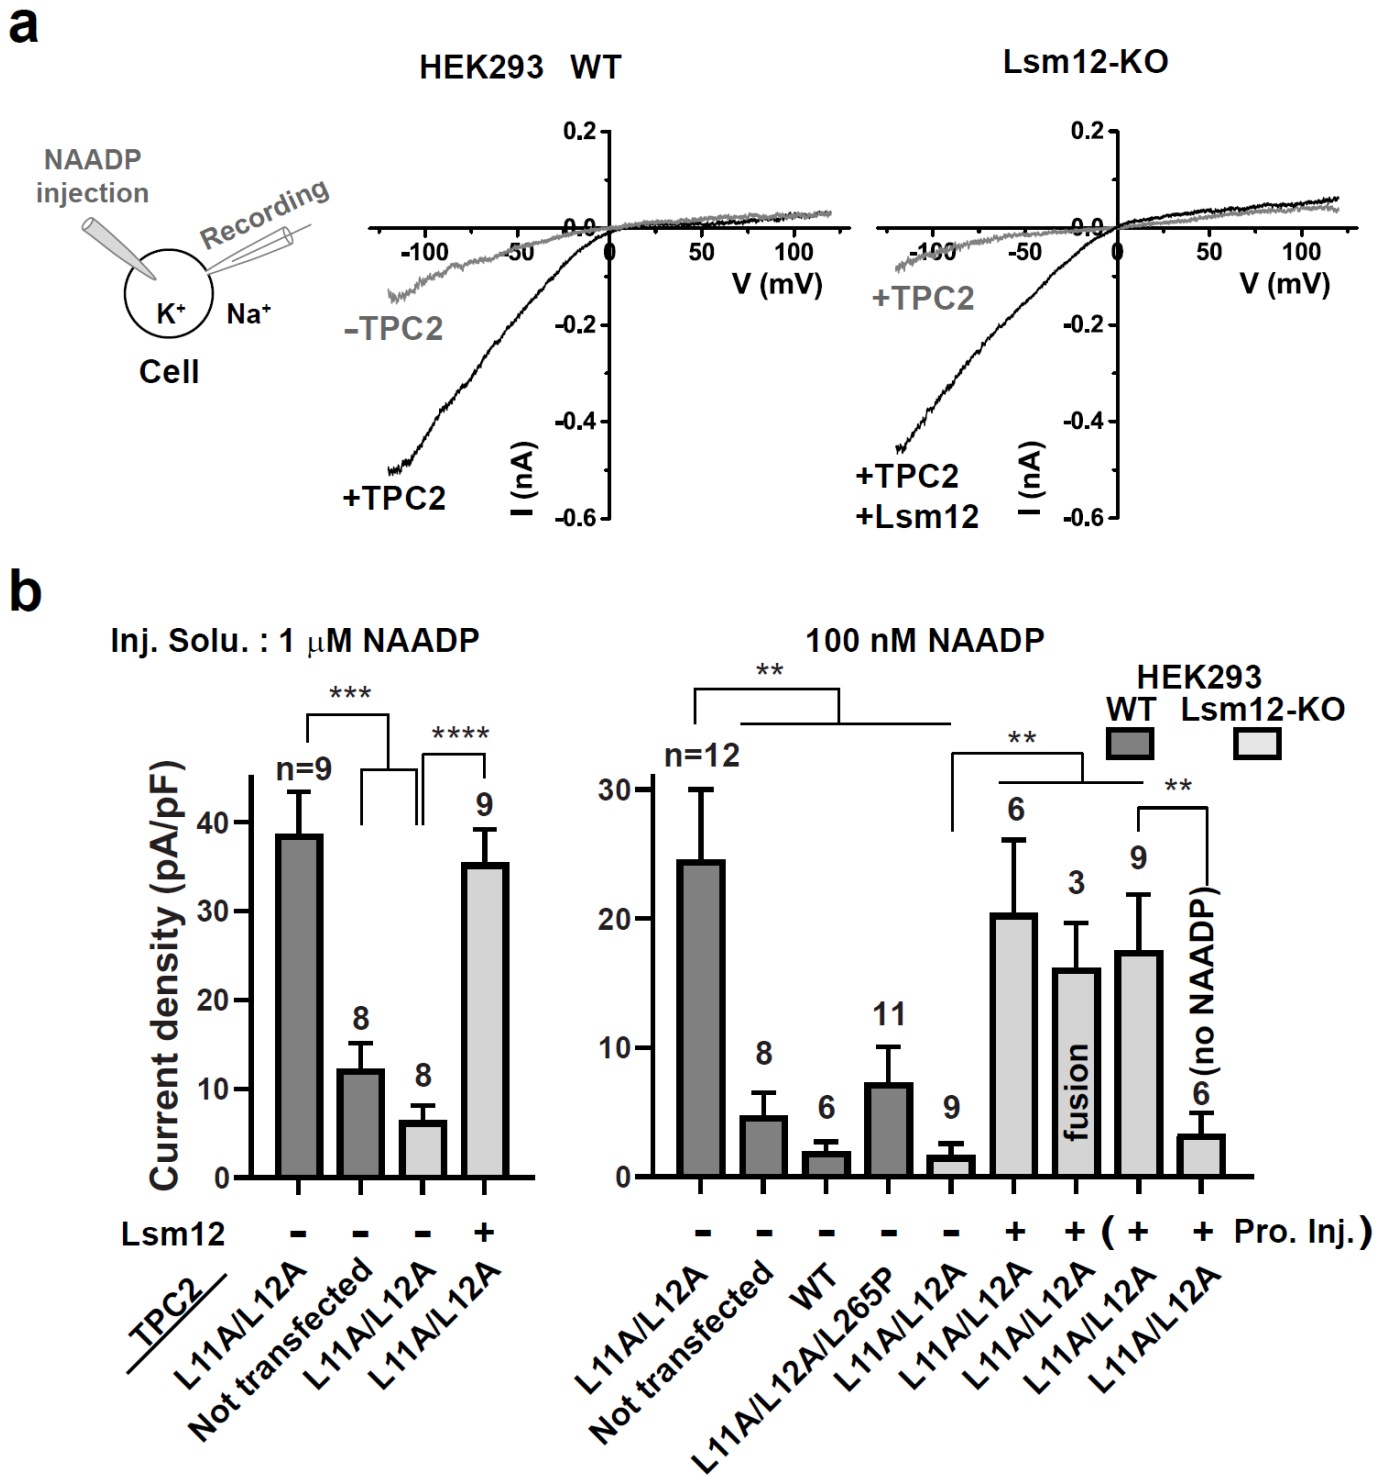 a
HEK293 WT
Lsm12-KO
NAADP
injection
Recording
K+
Na+
Cell
0.2
0.0
-0.2
-0.4
-0.6
-100
-50
0
50
100
V (mV)
I (nA)
-TPC2
+TPC2
0.2
0.0
-0.2
-0.4
-0.6
-100
-50
0
50
100
V (mV)
I (nA)
+TPC2
+TPC2
+Lsm12
b
Inj. Solu. : 1 μM NAADP
100 nM NAADP
HEK293
WT Lsm12-KO
Current density (pA/pF)
40
30
20
10
0
***
****
n=9
8
8
9
30
20
10
0
**
**
**
n=12
8
6
11
9
6
3
9
6
fusion
(no NAADP)
Lsm12 - - - +
- - - - - + + ( + + Pro. Inj.)
TPC2
L11A/L12A
Not transfected
L11A/L12A
L11A/L12A
L11A/L12A
Not transfected
WT
L11A/L12A/L265P
L11A/L12A
L11A/L12A
L11A/L12A
L11A/L12A
L11A/L12A